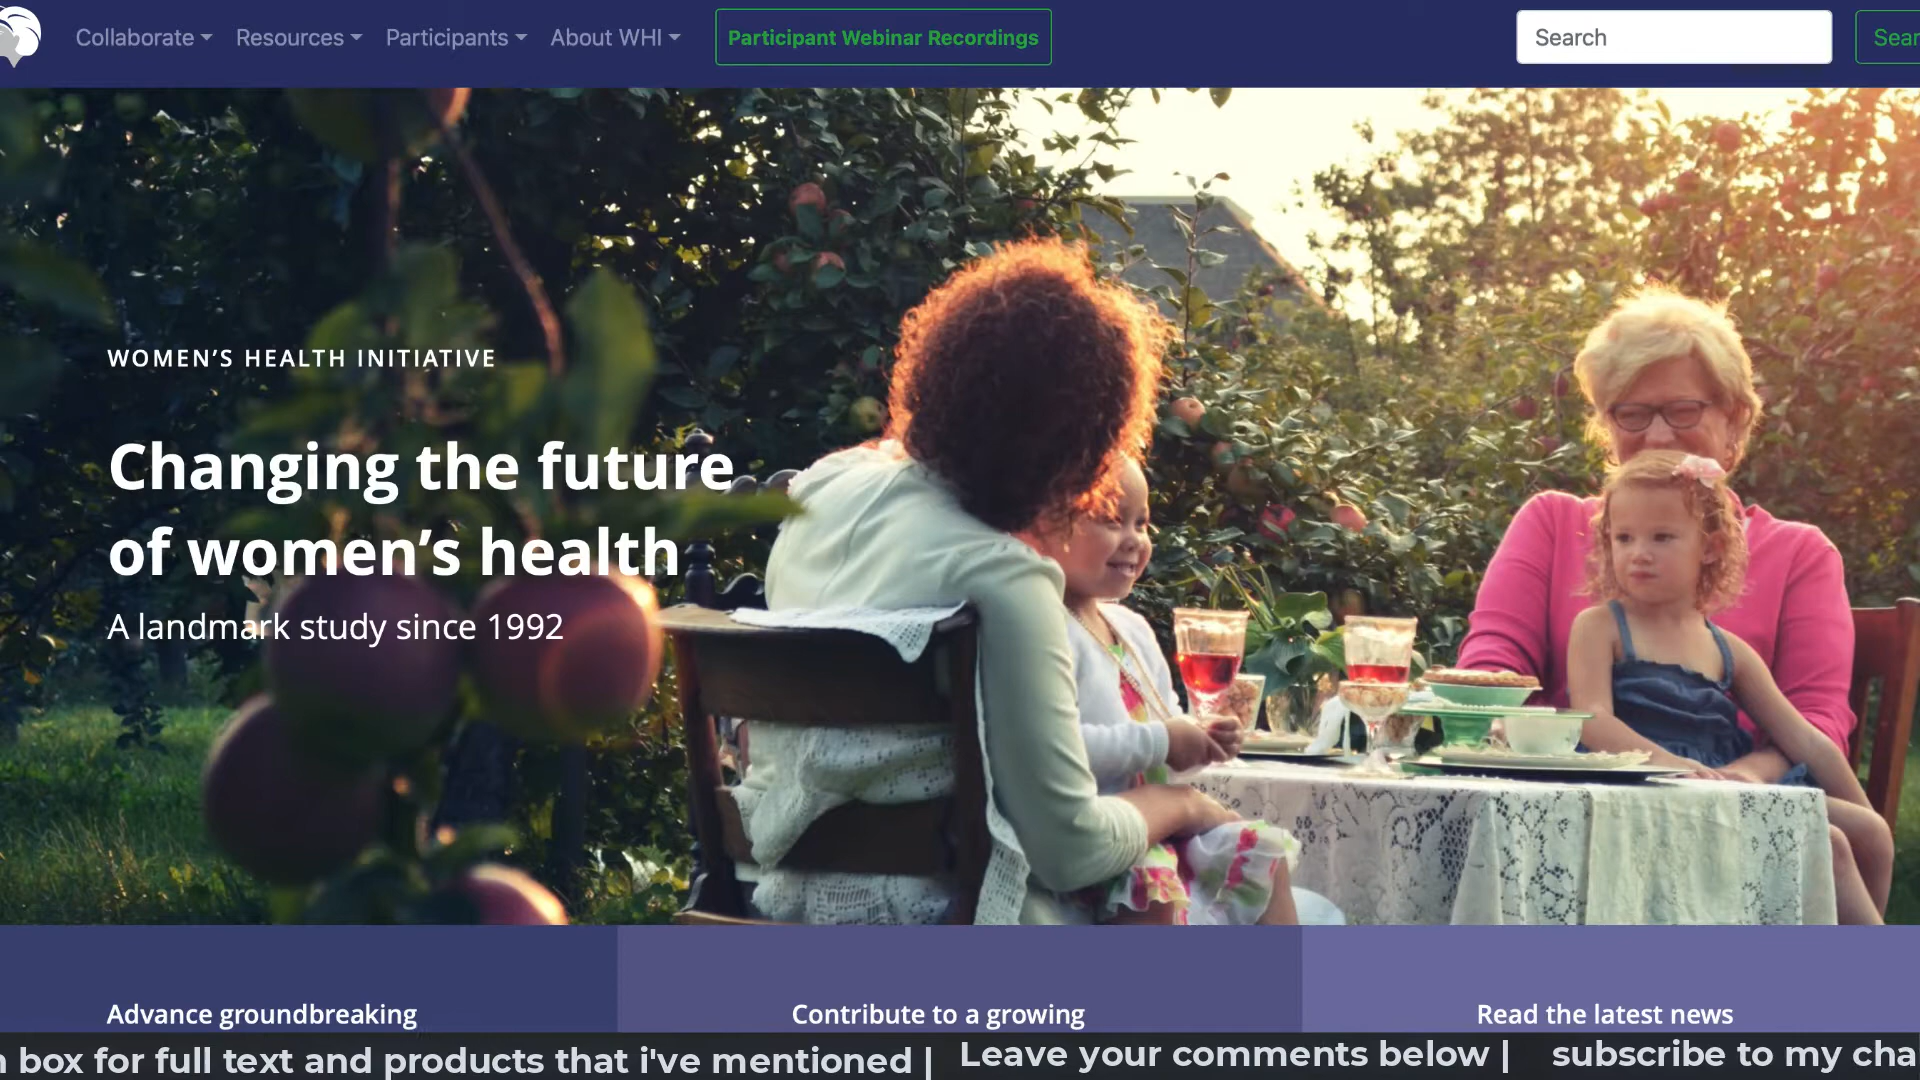 Collaborate
Resources
Participants
About WHI
Participant Webinar Recordings
Search
WOMEN’S HEALTH INITIATIVE
Changing the future
of women’s health
A landmark study since 1992
Advance groundbreaking
Contribute to a growing
Read the latest news
box for full text and products that i've mentioned | Leave your comments below | subscribe to my